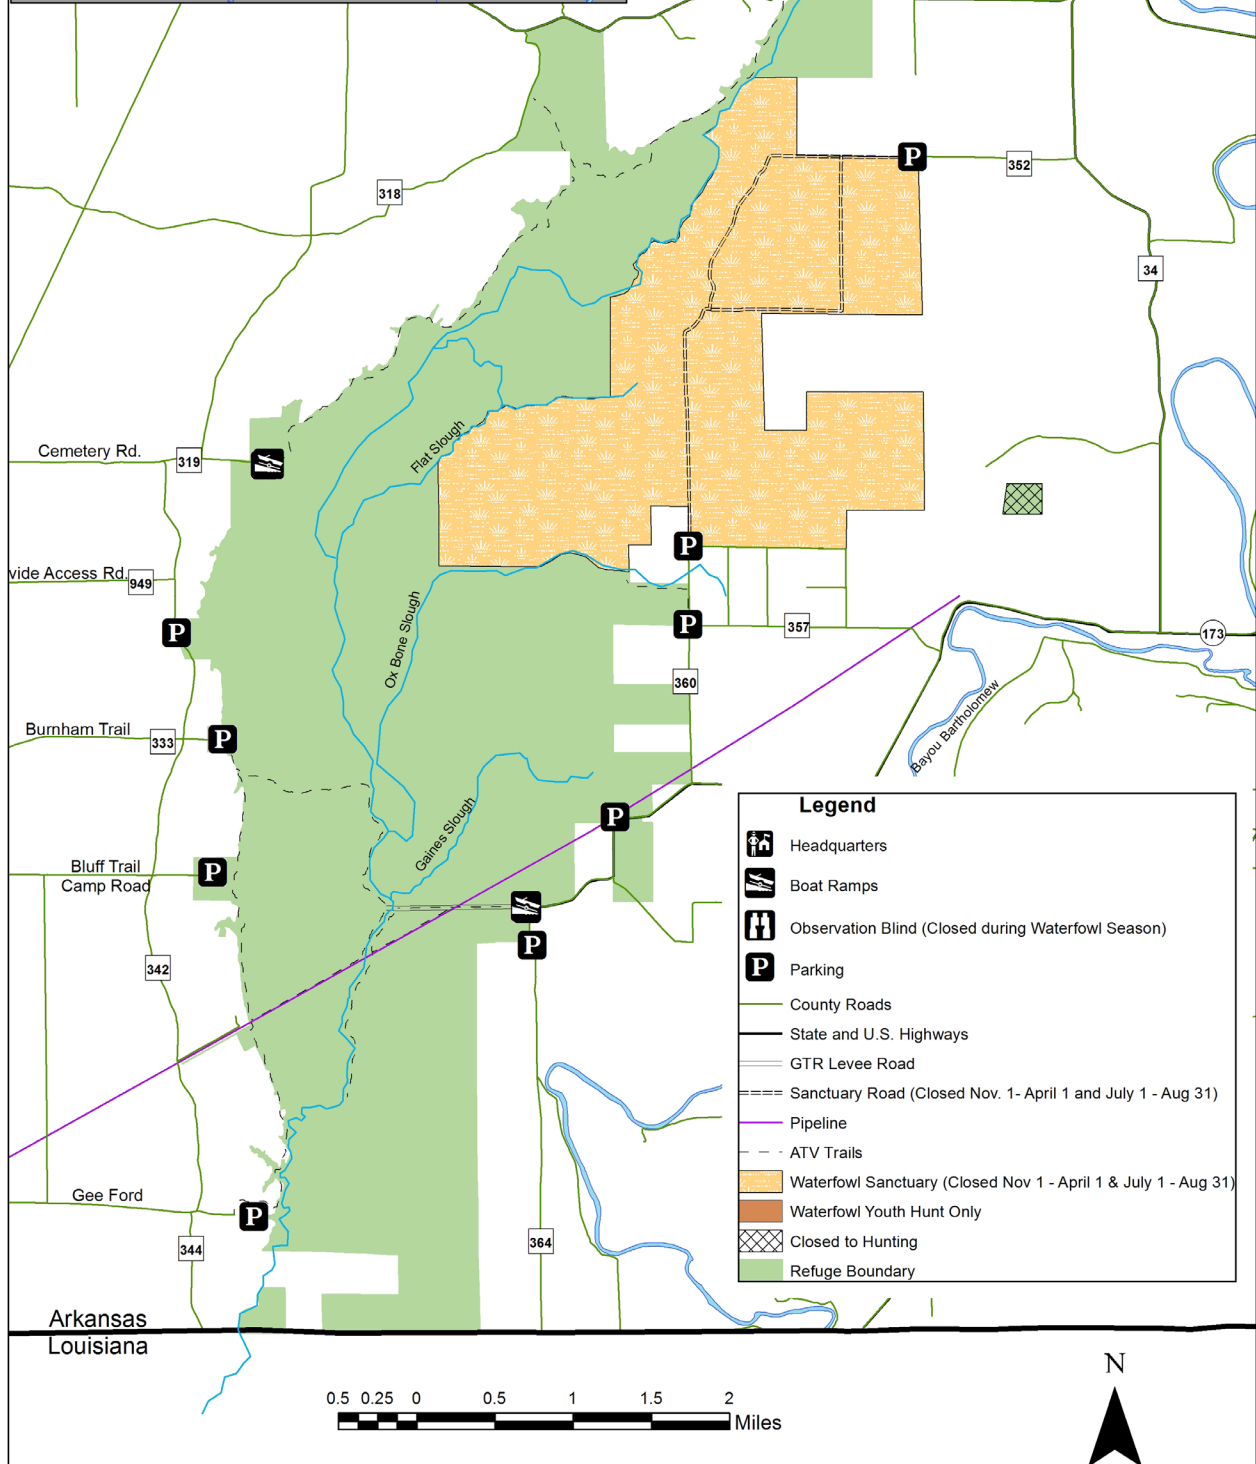 318
P
352
34
Cemetery Rd.
319
Flat Slough
P
vide Access Rd.
949
Ox Bone Slough
P
P
357
173
360
Bayou Bartholomew
Burnham Trail
333
P
Gaines Slough
P
Bluff Trail
Camp Road
P
P
342
Gee Ford
P
344
364
Legend
Headquarters
Boat Ramps
Observation Blind (Closed during Waterfowl Season)
P Parking
County Roads
State and U.S. Highways
GTR Levee Road
Sanctuary Road (Closed Nov. 1- April 1 and July 1 - Aug 31)
Pipeline
ATV Trails
Waterfowl Sanctuary (Closed Nov 1 - April 1 & July 1 - Aug 31)
Waterfowl Youth Hunt Only
Closed to Hunting
Refuge Boundary
Arkansas
Louisiana
0.5 0.25 0 0.5 1 1.5 2
Miles
N